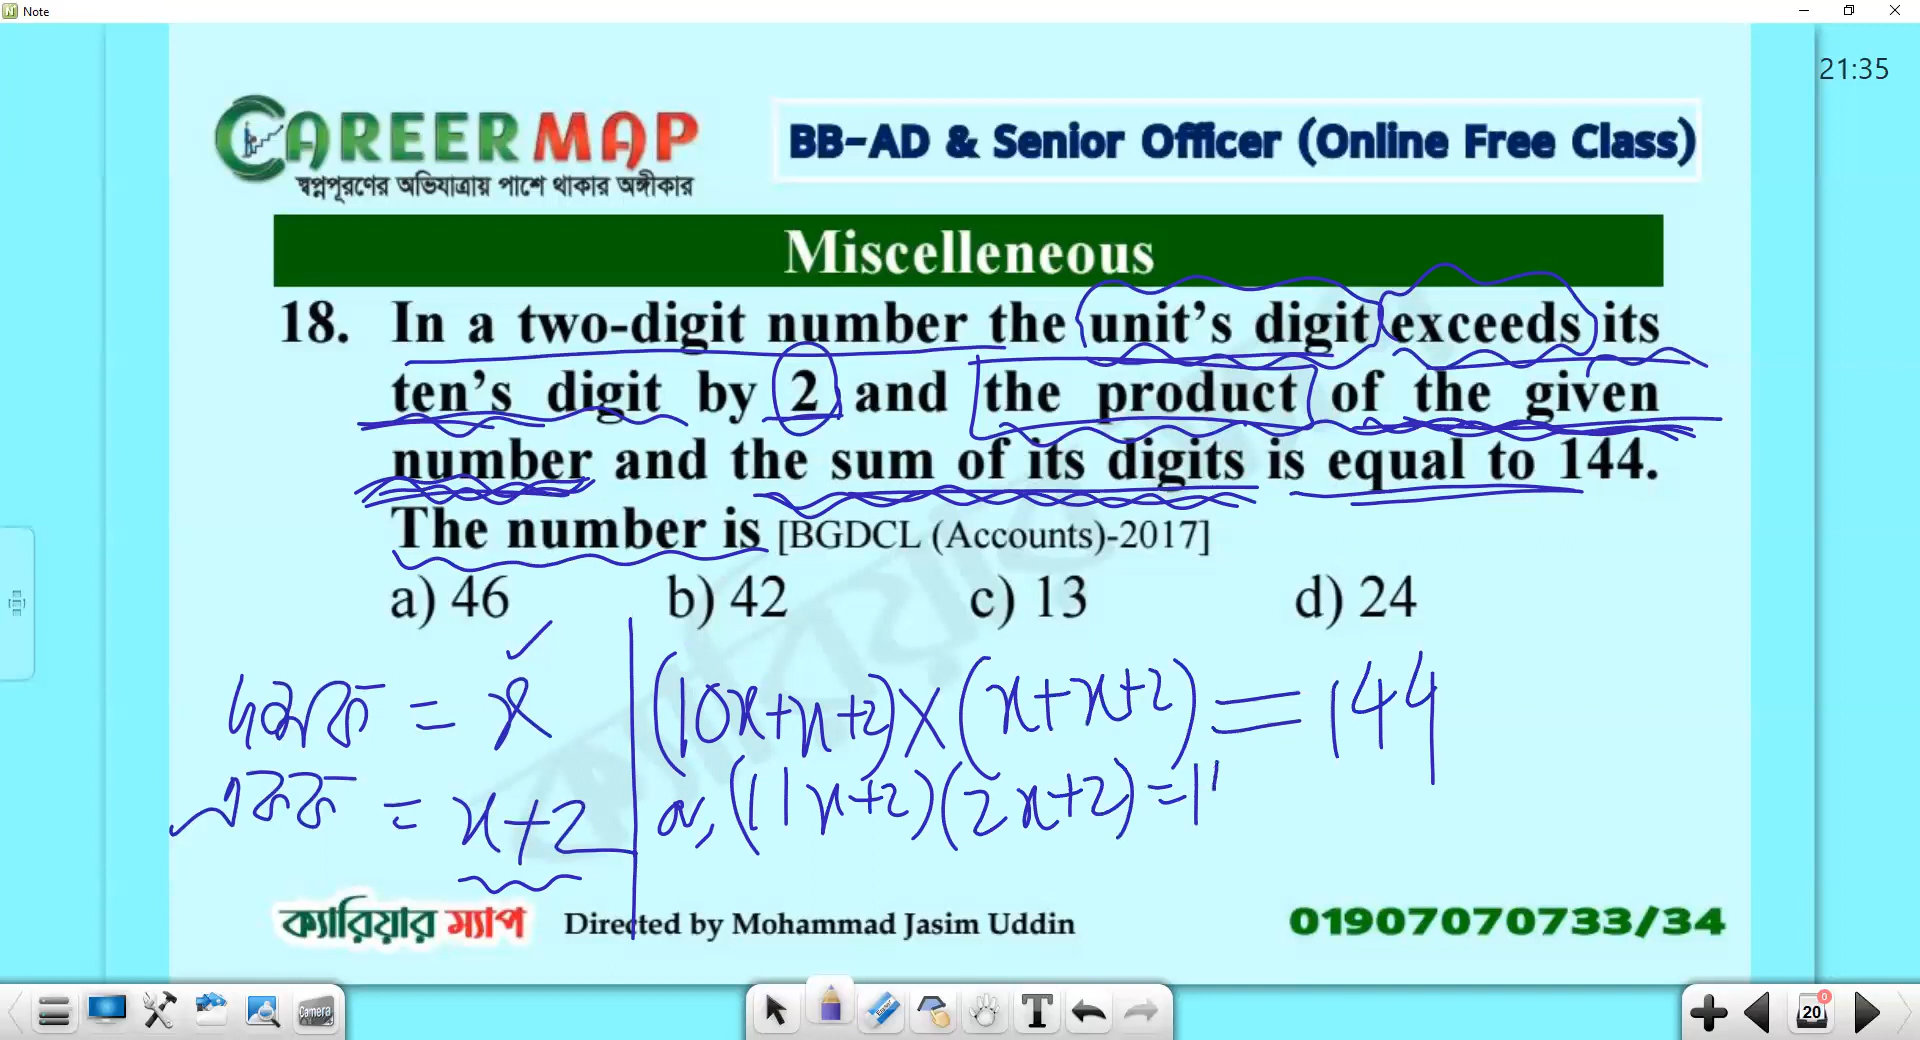 Note
21:35
CAREER MAP
স্বপ্নপূরণের অভিযাত্রায় পাশে থাকার অঙ্গীকার
BB-AD & Senior Officer (Online Free Class)
Miscelleneous
18. In a two-digit number the unit's digit exceeds its
ten's digit by 2 and the product of the given
number and the sum of its digits is equal to 144.
The number is [BGDCL (Accounts)-2017]
a) 46 b) 42 c) 13 d) 24
দশক = x
একক = x+2
(10x+x+2)×(x+x+2) = 144
or, (11x+2)(2x+2) = 1
ক্যারিয়ার ম্যাপ
Directed by Mohammad Jasim Uddin
01907070733/34
Camera
T
20
0